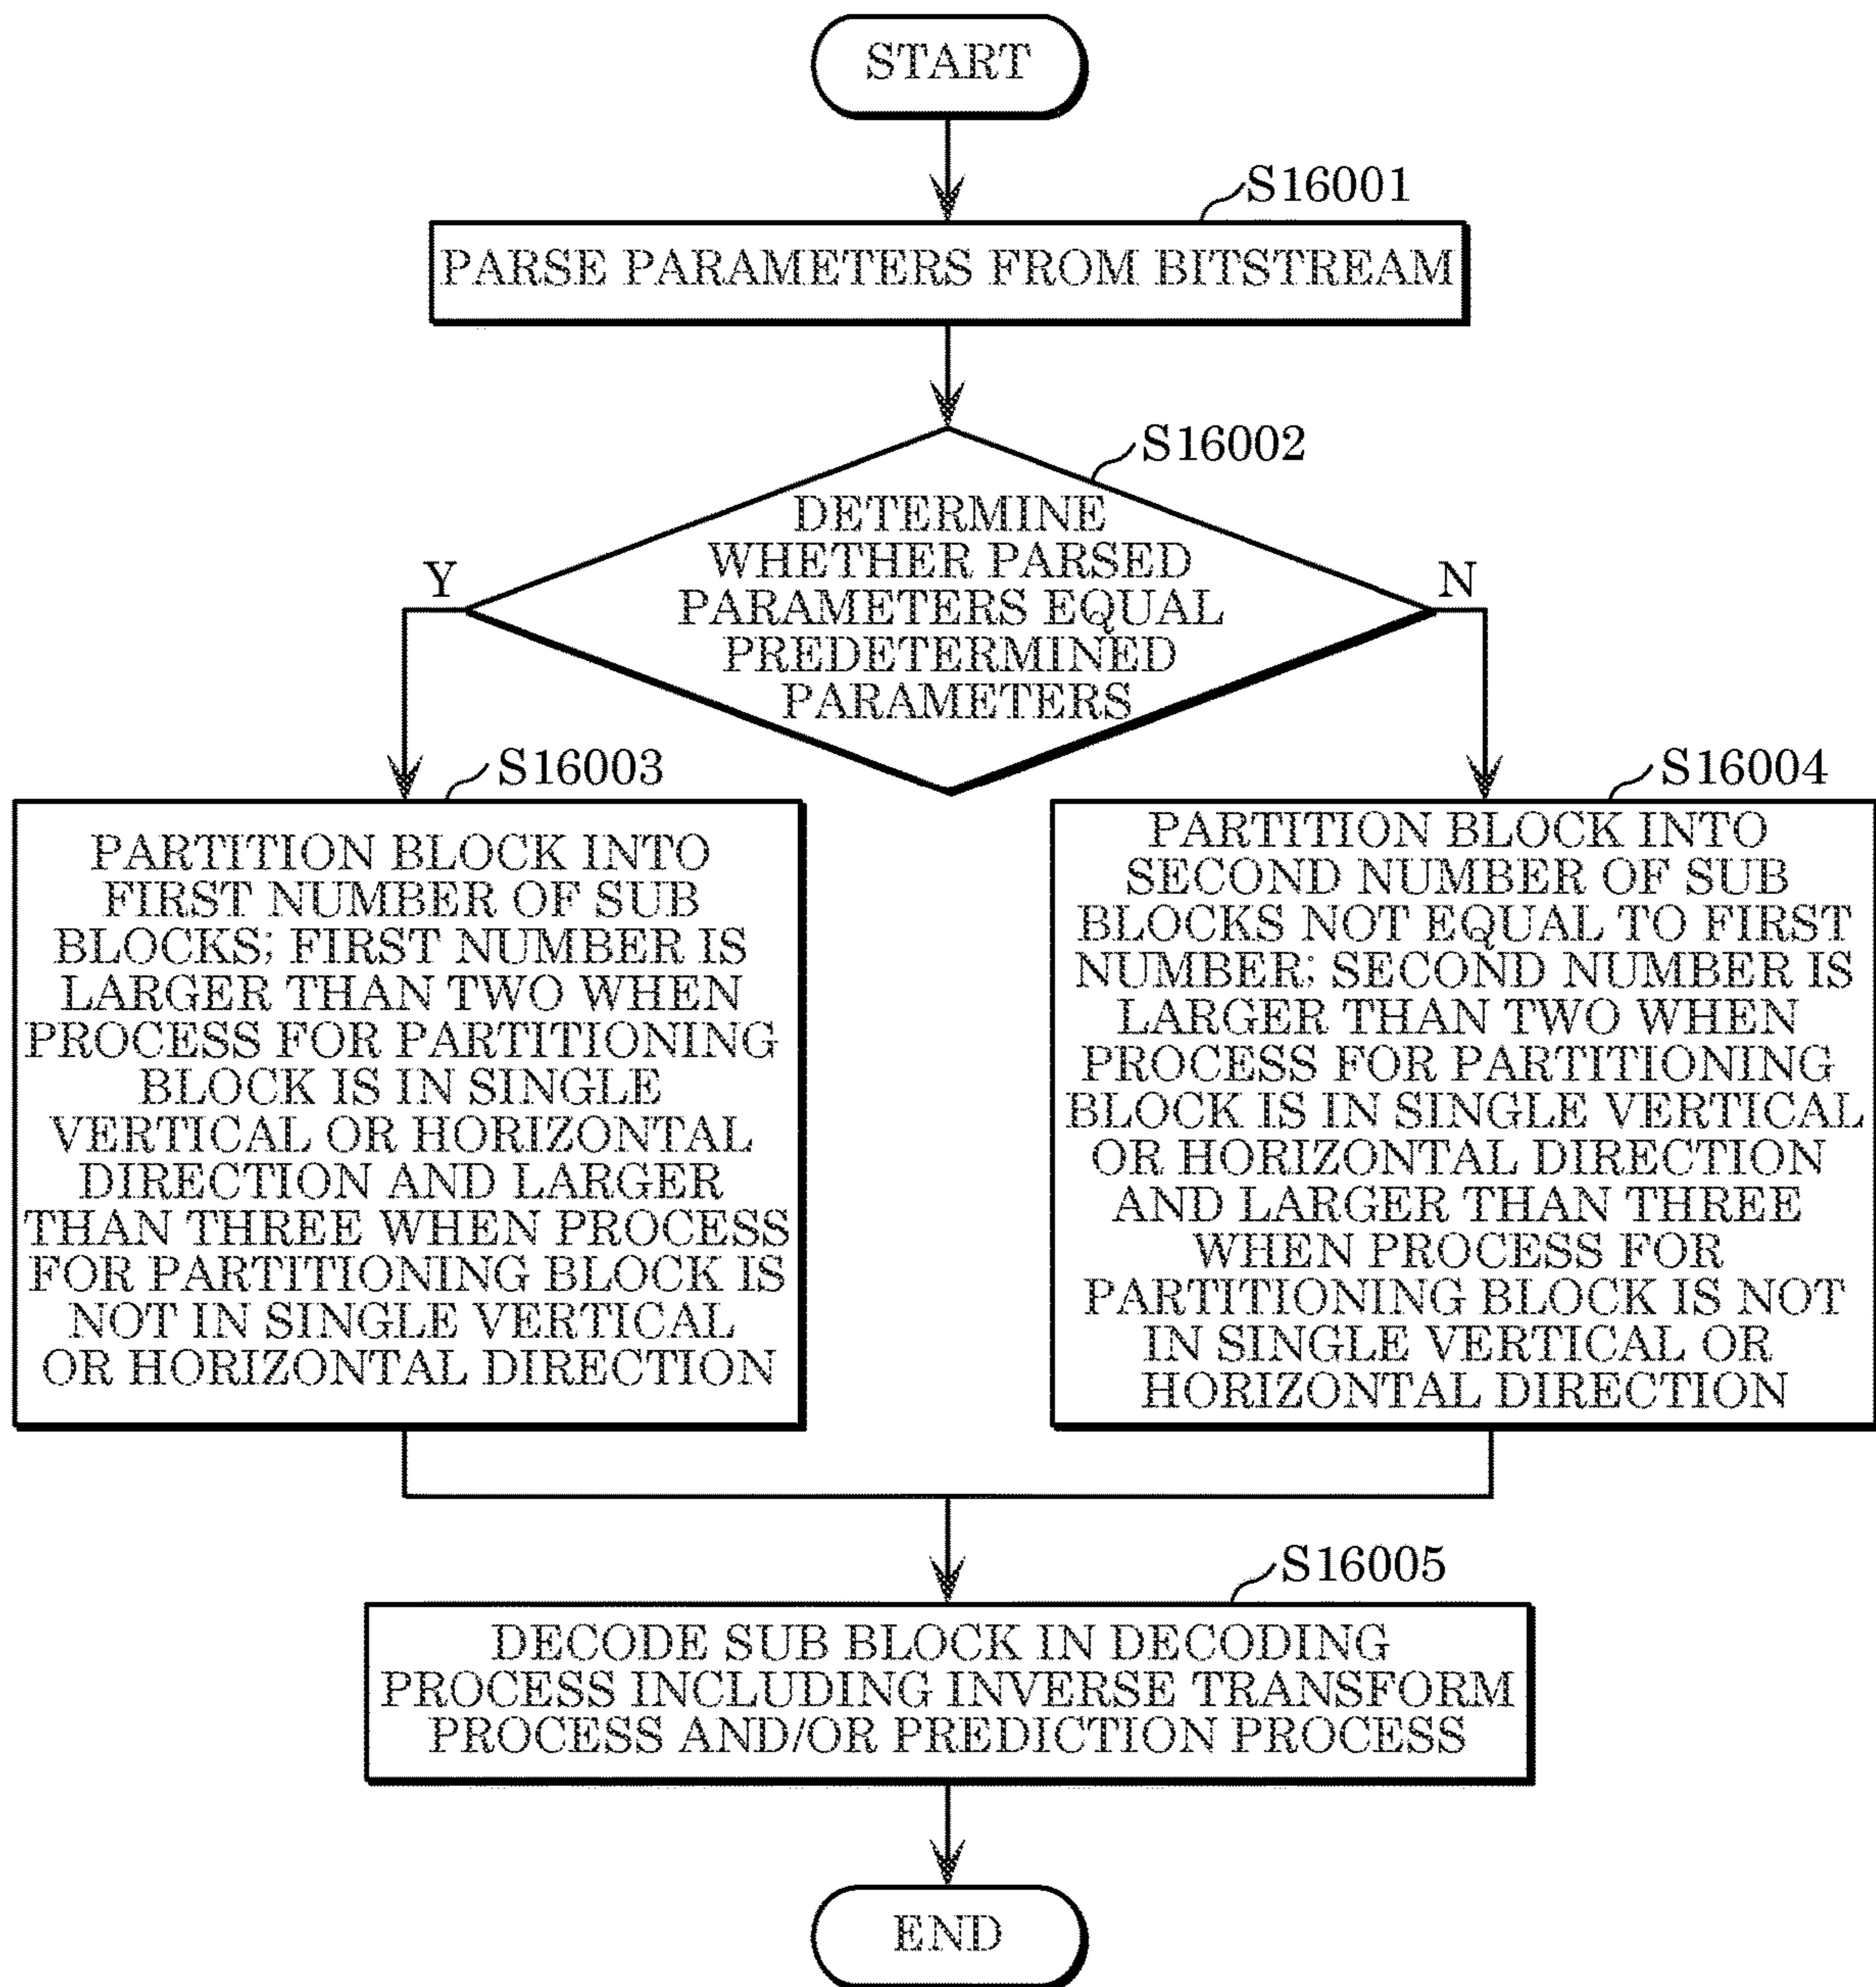 START
S16001
PARSE PARAMETERS FROM BITSTREAM
S16002
DETERMINE
WHETHER PARSED
PARAMETERS EQUAL
PREDETERMINED
PARAMETERS
Y
N
S16003
PARTITION BLOCK INTO
FIRST NUMBER OF SUB
BLOCKS; FIRST NUMBER IS
LARGER THAN TWO WHEN
PROCESS FOR PARTITIONING
BLOCK IS IN SINGLE
VERTICAL OR HORIZONTAL
DIRECTION AND LARGER
THAN THREE WHEN PROCESS
FOR PARTITIONING BLOCK IS
NOT IN SINGLE VERTICAL
OR HORIZONTAL DIRECTION
S16004
PARTITION BLOCK INTO
SECOND NUMBER OF SUB
BLOCKS NOT EQUAL TO FIRST
NUMBER; SECOND NUMBER IS
LARGER THAN TWO WHEN
PROCESS FOR PARTITIONING
BLOCK IS IN SINGLE VERTICAL
OR HORIZONTAL DIRECTION
AND LARGER THAN THREE
WHEN PROCESS FOR
PARTITIONING BLOCK IS NOT
IN SINGLE VERTICAL OR
HORIZONTAL DIRECTION
S16005
DECODE SUB BLOCK IN DECODING
PROCESS INCLUDING INVERSE TRANSFORM
PROCESS AND/OR PREDICTION PROCESS
END